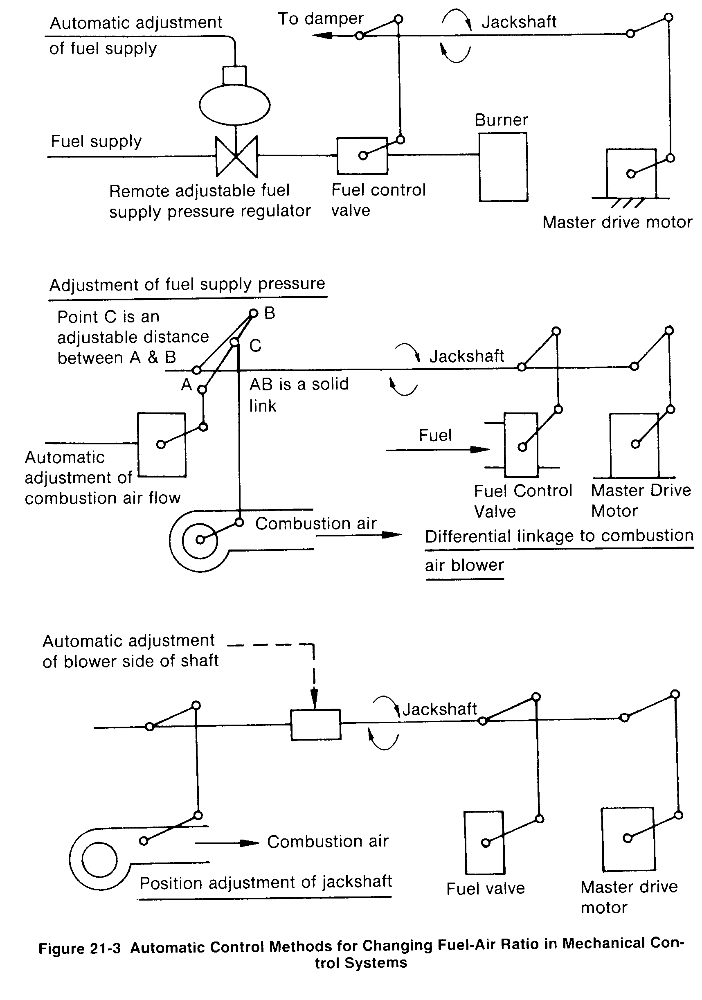 Automatic adjustment
of fuel supply
To damper
Jackshaft
Fuel supply
Burner
Remote adjustable fuel
supply pressure regulator
Fuel control
valve
Master drive motor
Adjustment of fuel supply pressure
Point C is an
adjustable distance
between A & B
B
C
A
AB is a solid
link
Jackshaft
Automatic
adjustment of
combustion air flow
Fuel
Fuel Control
Valve
Master Drive
Motor
Combustion air
Differential linkage to combustion
air blower
Automatic adjustment
of blower side of shaft
Jackshaft
Combustion air
Position adjustment of jackshaft
Fuel valve
Master drive
motor
Figure 21-3 Automatic Control Methods for Changing Fuel-Air Ratio in Mechanical Con-
trol Systems